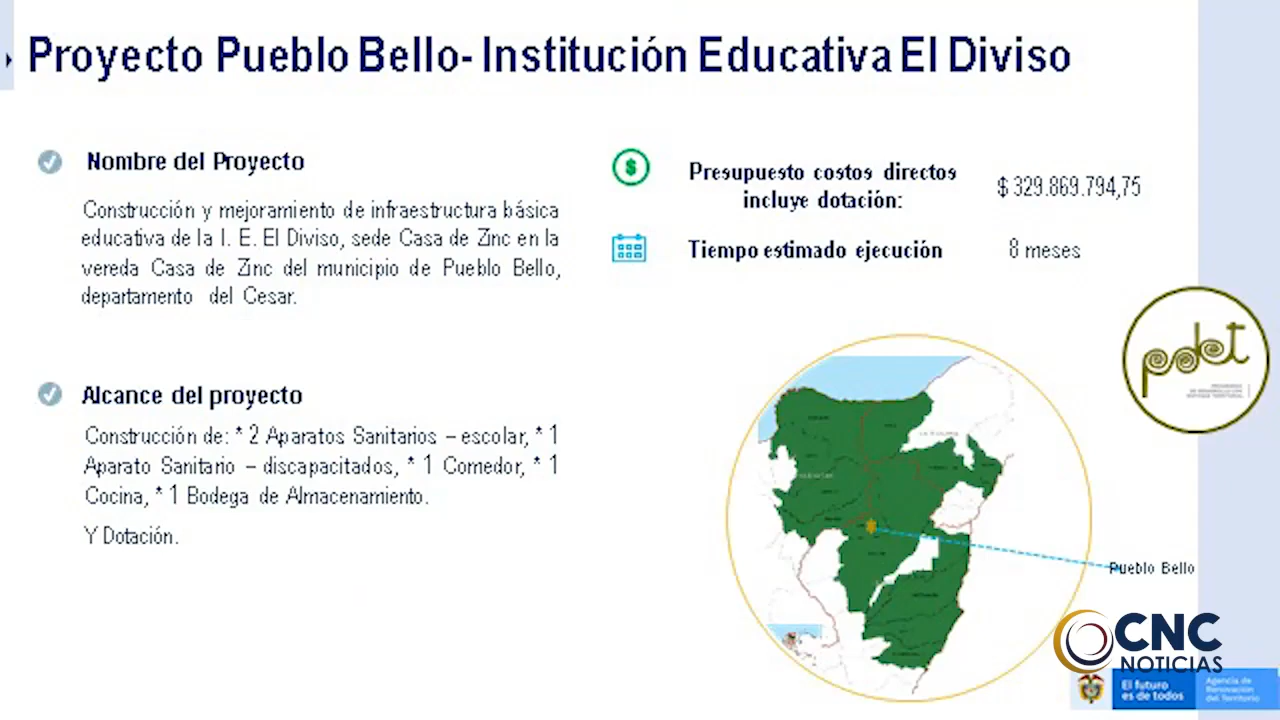 Proyecto Pueblo Bello- Institución Educativa El Diviso
Nombre del Proyecto
Construcción y mejoramiento de infraestructura básica
educativa de la I. E. El Diviso, sede Casa de Zinc en la
vereda Casa de Zinc del municipio de Pueblo Bello,
departamento del Cesar.
Alcance del proyecto
Construcción de: * 2 Aparatos Sanitarios – escolar, * 1
Aparato Sanitario – discapacitados, * 1 Comedor, * 1
Cocina, * 1 Bodega de Almacenamiento.
Y Dotación.
$
Presupuesto costos directos
incluye dotación:
$ 329.869.794,75
Tiempo estimado ejecución
8 meses
pdet
Pueblo Bello
CNC
NOTICIAS
El futuro
es de todos
Agencia de
Renovación
del Territorio